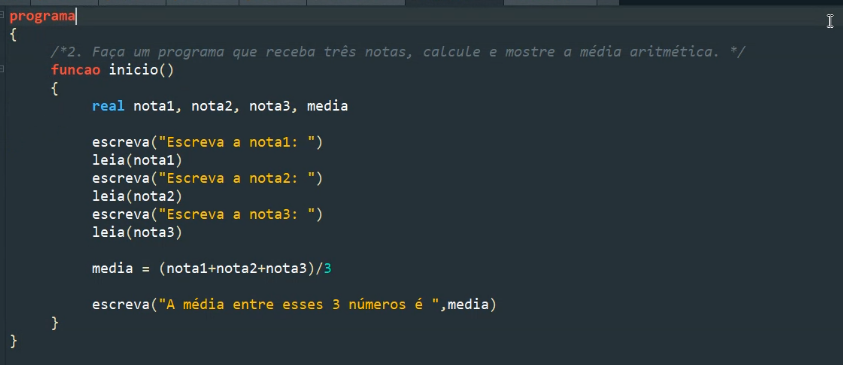 programa
{
/*2. Faça um programa que receba três notas, calcule e mostre a média aritmética. */
funcao inicio()
{
real nota1, nota2, nota3, media
escreva("Escreva a nota1: ")
leia(nota1)
escreva("Escreva a nota2: ")
leia(nota2)
escreva("Escreva a nota3: ")
leia(nota3)
media = (nota1+nota2+nota3)/3
escreva("A média entre esses 3 números é ",media)
}
}